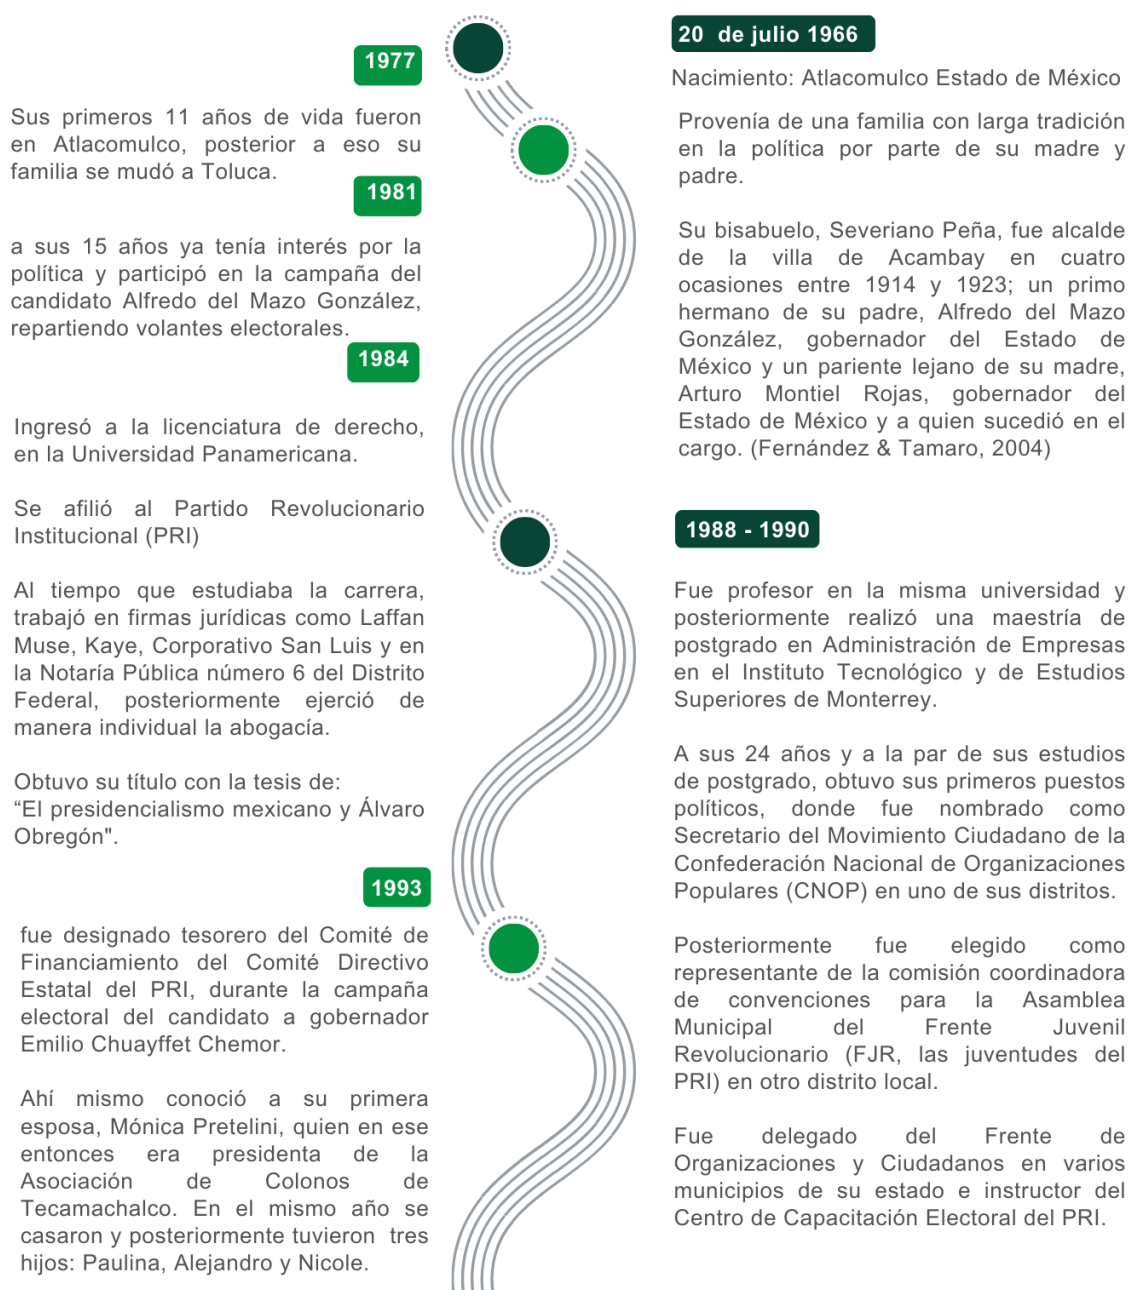 20 de julio 1966
Nacimiento: Atlacomulco Estado de México
Provenía de una familia con larga tradición
en la política por parte de su madre y
padre.
Su bisabuelo, Severiano Peña, fue alcalde
de la villa de Acambay en cuatro
ocasiones entre 1914 y 1923; un primo
hermano de su padre, Alfredo del Mazo
González, gobernador del Estado de
México y un pariente lejano de su madre,
Arturo Montiel Rojas, gobernador del
Estado de México y a quien sucedió en el
cargo. (Fernández & Tamaro, 2004)
1977
Sus primeros 11 años de vida fueron
en Atlacomulco, posterior a eso su
familia se mudó a Toluca.
1981
a sus 15 años ya tenía interés por la
política y participó en la campaña del
candidato Alfredo del Mazo González,
repartiendo volantes electorales.
1984
Ingresó a la licenciatura de derecho,
en la Universidad Panamericana.
Se afilió al Partido Revolucionario
Institucional (PRI)
Al tiempo que estudiaba la carrera,
trabajó en firmas jurídicas como Laffan
Muse, Kaye, Corporativo San Luis y en
la Notaría Pública número 6 del Distrito
Federal, posteriormente ejerció de
manera individual la abogacía.
Obtuvo su título con la tesis de:
“El presidencialismo mexicano y Álvaro
Obregón".
1988 - 1990
Fue profesor en la misma universidad y
posteriormente realizó una maestría de
postgrado en Administración de Empresas
en el Instituto Tecnológico y de Estudios
Superiores de Monterrey.
A sus 24 años y a la par de sus estudios
de postgrado, obtuvo sus primeros puestos
políticos, donde fue nombrado como
Secretario del Movimiento Ciudadano de la
Confederación Nacional de Organizaciones
Populares (CNOP) en uno de sus distritos.
Posteriormente fue elegido como
representante de la comisión coordinadora
de convenciones para la Asamblea
Municipal del Frente Juvenil
Revolucionario (FJR, las juventudes del
PRI) en otro distrito local.
Fue delegado del Frente de
Organizaciones y Ciudadanos en varios
municipios de su estado e instructor del
Centro de Capacitación Electoral del PRI.
1993
fue designado tesorero del Comité de
Financiamiento del Comité Directivo
Estatal del PRI, durante la campaña
electoral del candidato a gobernador
Emilio Chuayffet Chemor.
Ahí mismo conoció a su primera
esposa, Mónica Pretelini, quien en ese
entonces era presidenta de la
Asociación de Colonos de
Tecamachalco. En el mismo año se
casaron y posteriormente tuvieron tres
hijos: Paulina, Alejandro y Nicole.